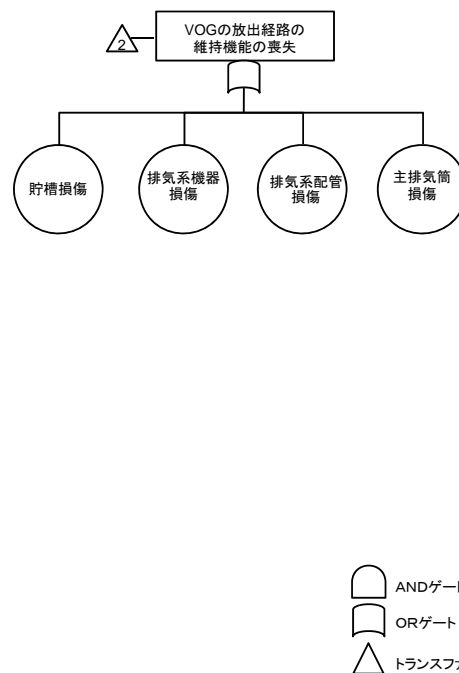 VOGの放出経路の
維持機能の喪失
2
貯槽損傷
排気系機器
損傷
排気系配管
損傷
主排気筒
損傷
ANDゲー
ORゲート
トランスファ